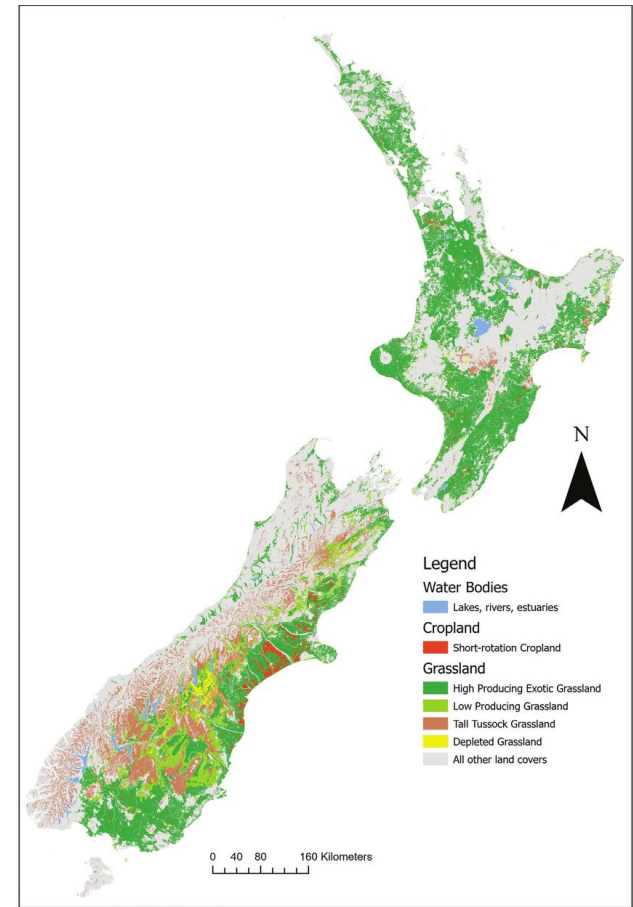 N
Legend
Water Bodies
Lakes, rivers, estuaries
Cropland
Short-rotation Cropland
Grassland
High Producing Exotic Grassland
Low Producing Grassland
Tall Tussock Grassland
Depleted Grassland
All other land covers
0 40 80 160 Kilometers